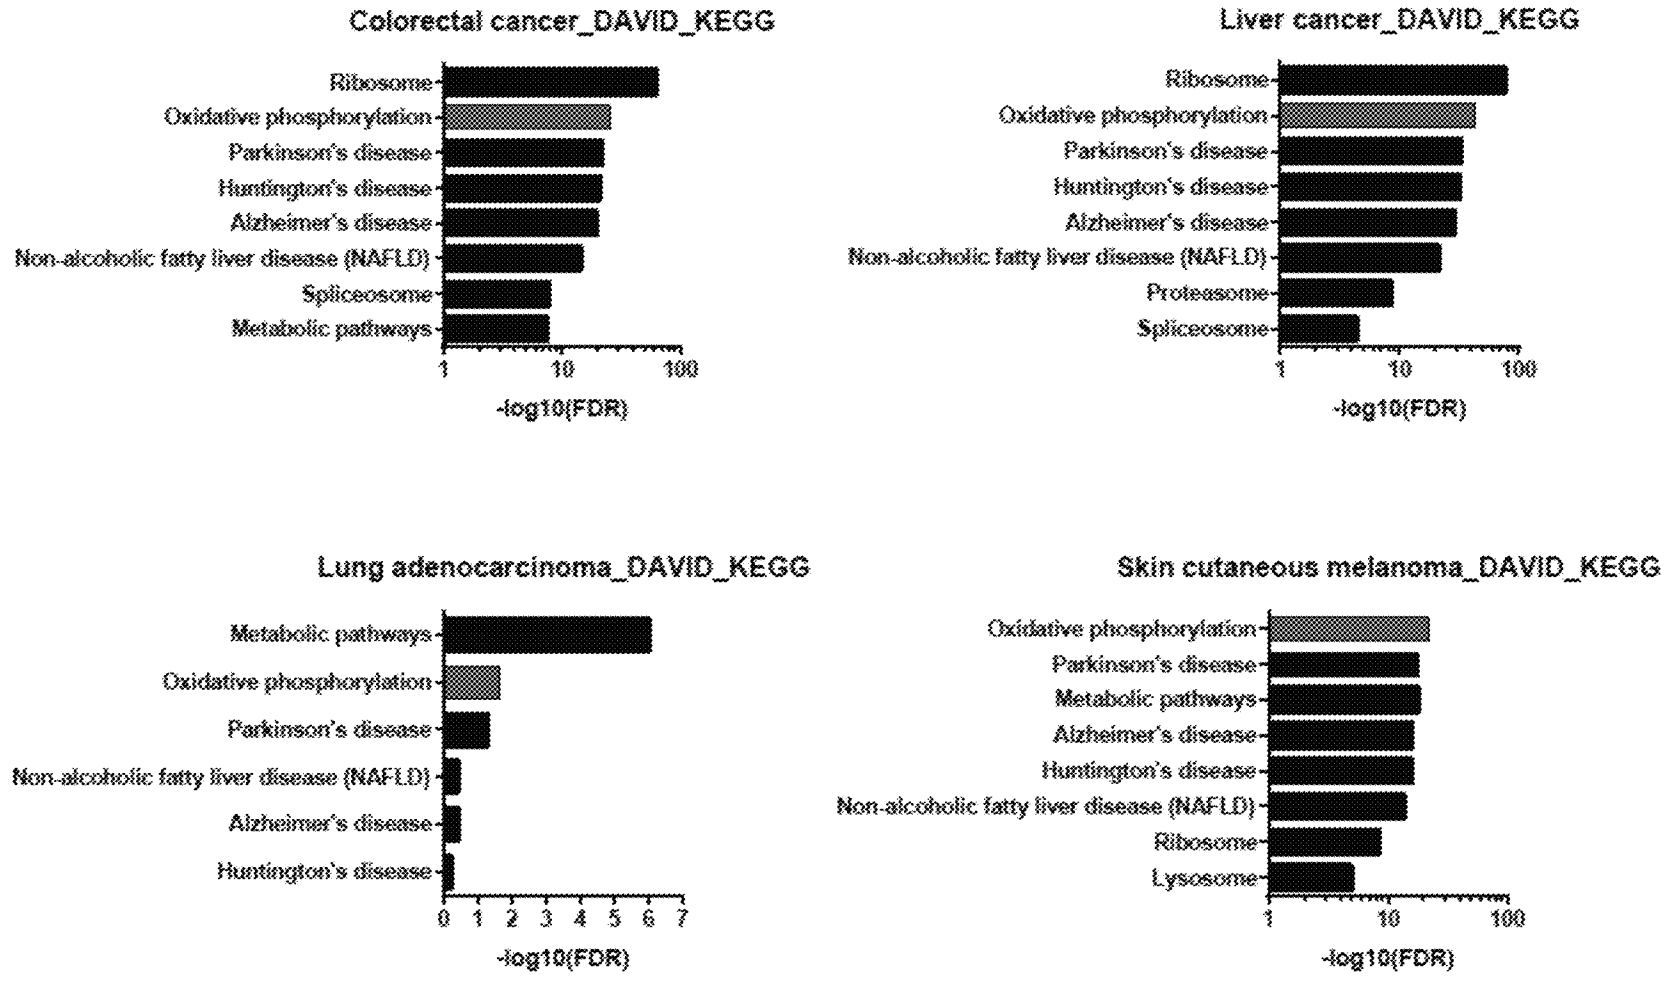 Colorectal cancer_DAVID_KEGG
Ribosome
Oxidative phosphorylation
Parkinson's disease
Huntington's disease
Alzheimer's disease
Non-alcoholic fatty liver disease (NAFLD)
Spliceosome
Metabolic pathways
1 10 100
-log10(FDR)
Liver cancer_DAVID_KEGG
Ribosome
Oxidative phosphorylation
Parkinson's disease
Huntington's disease
Alzheimer's disease
Non-alcoholic fatty liver disease (NAFLD)
Proteasome
Spliceosome
1 10 100
-log10(FDR)
Lung adenocarcinoma_DAVID_KEGG
Metabolic pathways
Oxidative phosphorylation
Parkinson's disease
Non-alcoholic fatty liver disease (NAFLD)
Alzheimer's disease
Huntington's disease
0 1 2 3 4 5 6 7
-log10(FDR)
Skin cutaneous melanoma_DAVID_KEGG
Oxidative phosphorylation
Parkinson's disease
Metabolic pathways
Alzheimer's disease
Huntington's disease
Non-alcoholic fatty liver disease (NAFLD)
Ribosome
Lysosome
1 10 100
-log10(FDR)